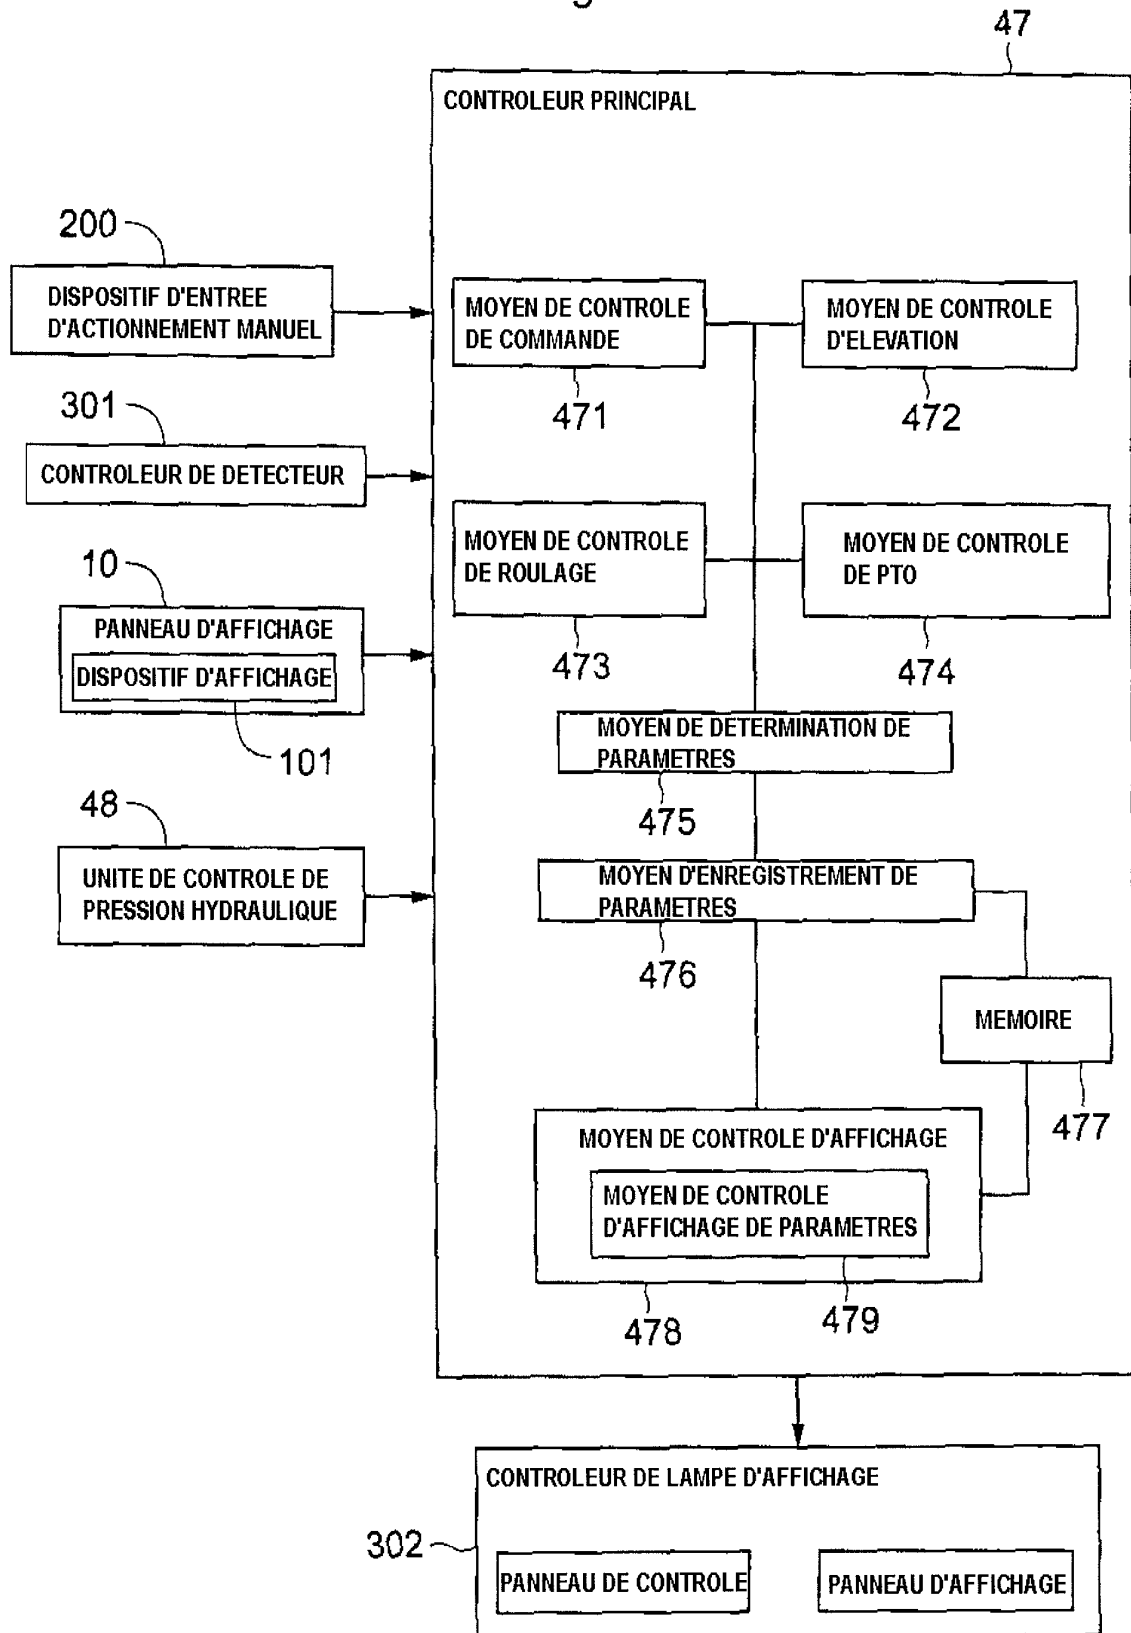 47
CONTROLEUR PRINCIPAL
200
DISPOSITIF D'ENTREE
D'ACTIONNEMENT MANUEL
MOYEN DE CONTROLE
DE COMMANDE
MOYEN DE CONTROLE
D'ELEVATION
471
472
301
CONTROLEUR DE DETECTEUR
MOYEN DE CONTROLE
DE ROULAGE
MOYEN DE CONTROLE
DE PTO
473
474
10
PANNEAU D'AFFICHAGE
DISPOSITIF D'AFFICHAGE
101
MOYEN DE DETERMINATION DE
PARAMETRES
475
48
UNITE DE CONTROLE DE
PRESSION HYDRAULIQUE
MOYEN D'ENREGISTREMENT DE
PARAMETRES
476
MEMOIRE
477
MOYEN DE CONTROLE D'AFFICHAGE
MOYEN DE CONTROLE
D'AFFICHAGE DE PARAMETRES
478
479
CONTROLEUR DE LAMPE D'AFFICHAGE
302
PANNEAU DE CONTROLE
PANNEAU D'AFFICHAGE